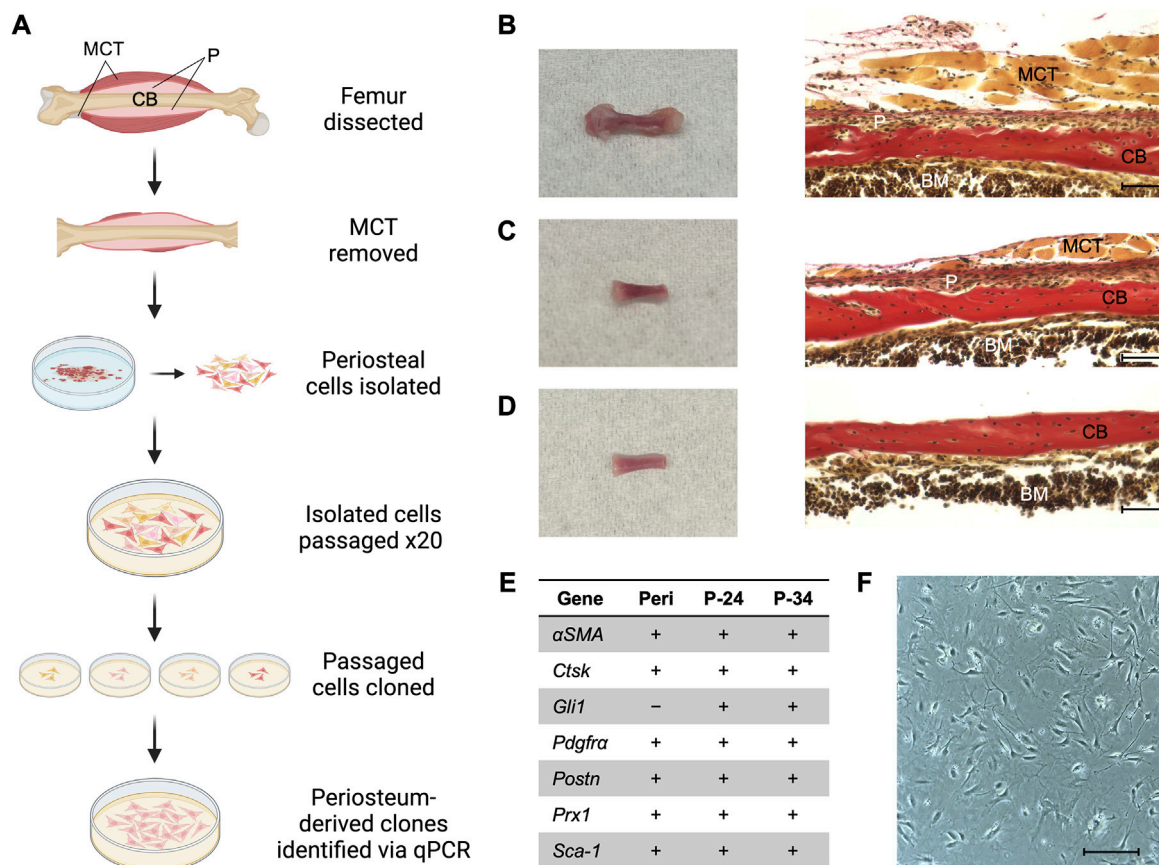 A
MCT
P
CB
Femur
dissected
MCT
removed
Periosteal
cells isolated
Isolated cells
passaged x20
Passaged
cells cloned
Periosteum-
derived clones
identified via qPCR
B
MCT
P
CB
BM
C
MCT
P
CB
BM
D
CB
BM
E
Gene Peri P-24 P-34
αSMA + + +
Ctsk + + +
Gli1 − + +
Pdgfrα + + +
Postn + + +
Prx1 + + +
Sca-1 + + +
F